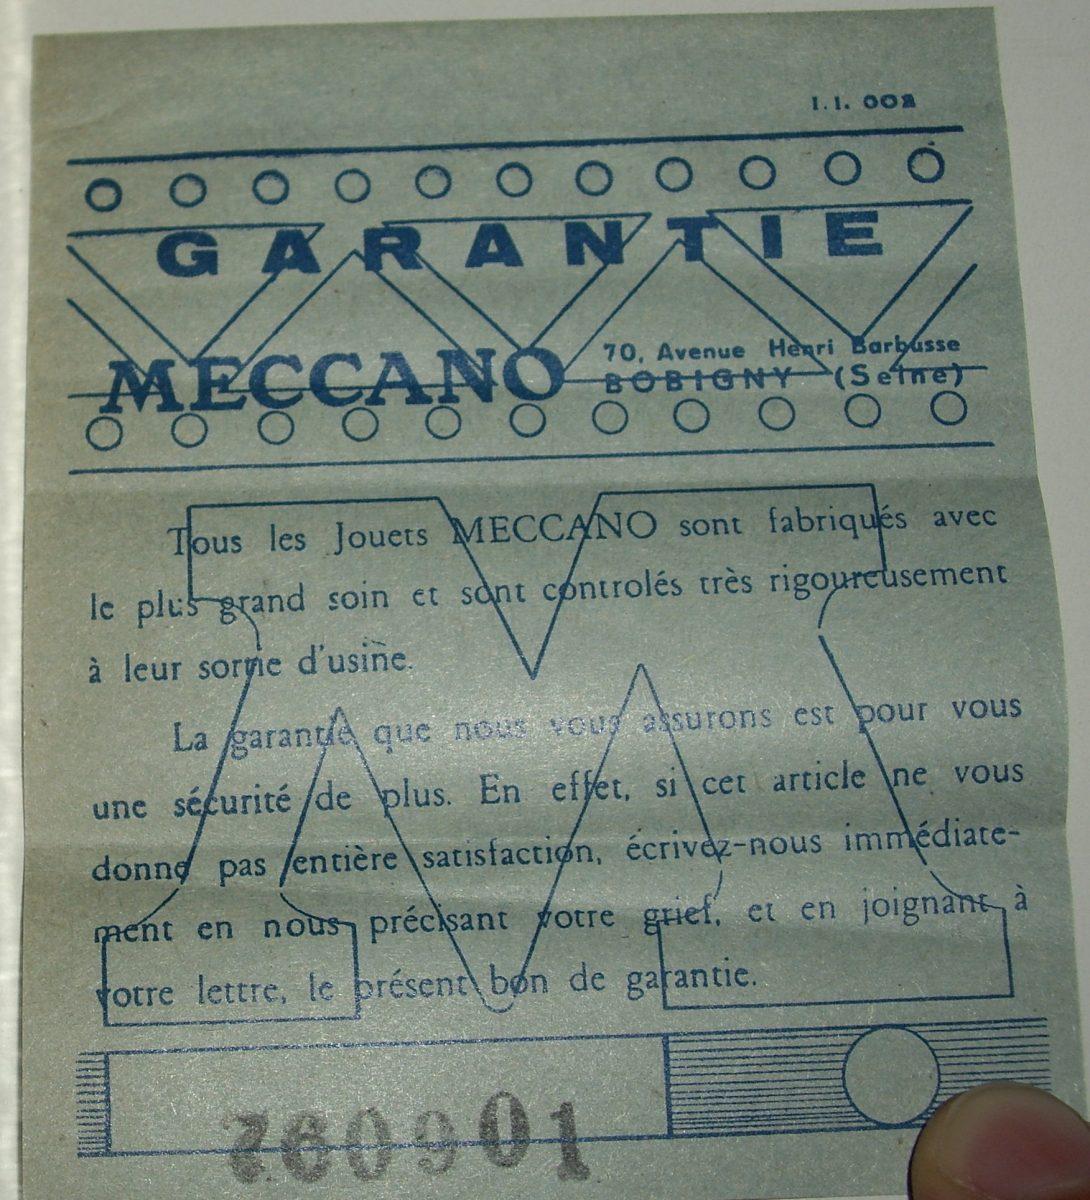 I.I. 002
GARANTIE
MECCANO
70, Avenue Henri Barbusse
BOBIGNY (Seine)
Tous les Jouets MECCANO sont fabriqués avec
le plus grand soin et sont controlés très rigoureusement
à leur sortie d'usine.
La garantie que nous vous assurons est pour vous
une sécurité de plus. En effet, si cet article ne vous
donne pas entière satisfaction, écrivez-nous immédiate-
ment en nous précisant votre grief, et en joignant à
votre lettre, le présent bon de garantie.